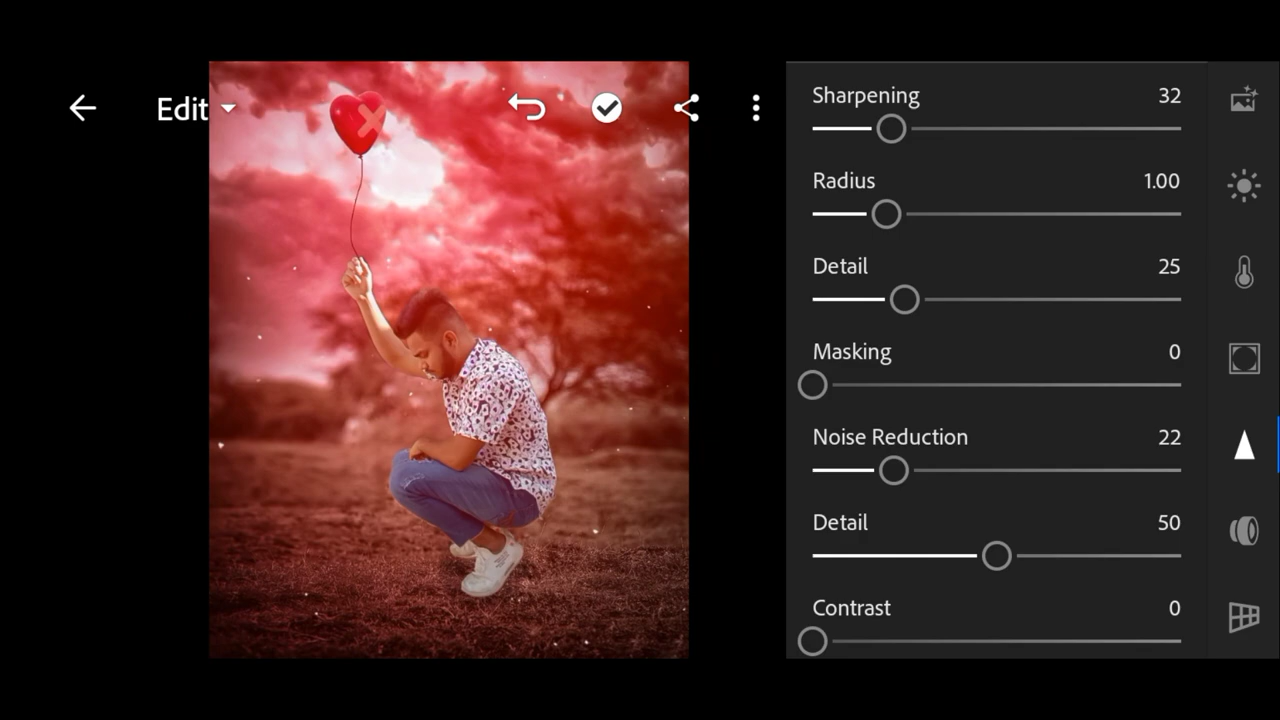 Edit
Sharpening 32
Radius 1.00
Detail 25
Masking 0
Noise Reduction 22
Detail 50
Contrast 0